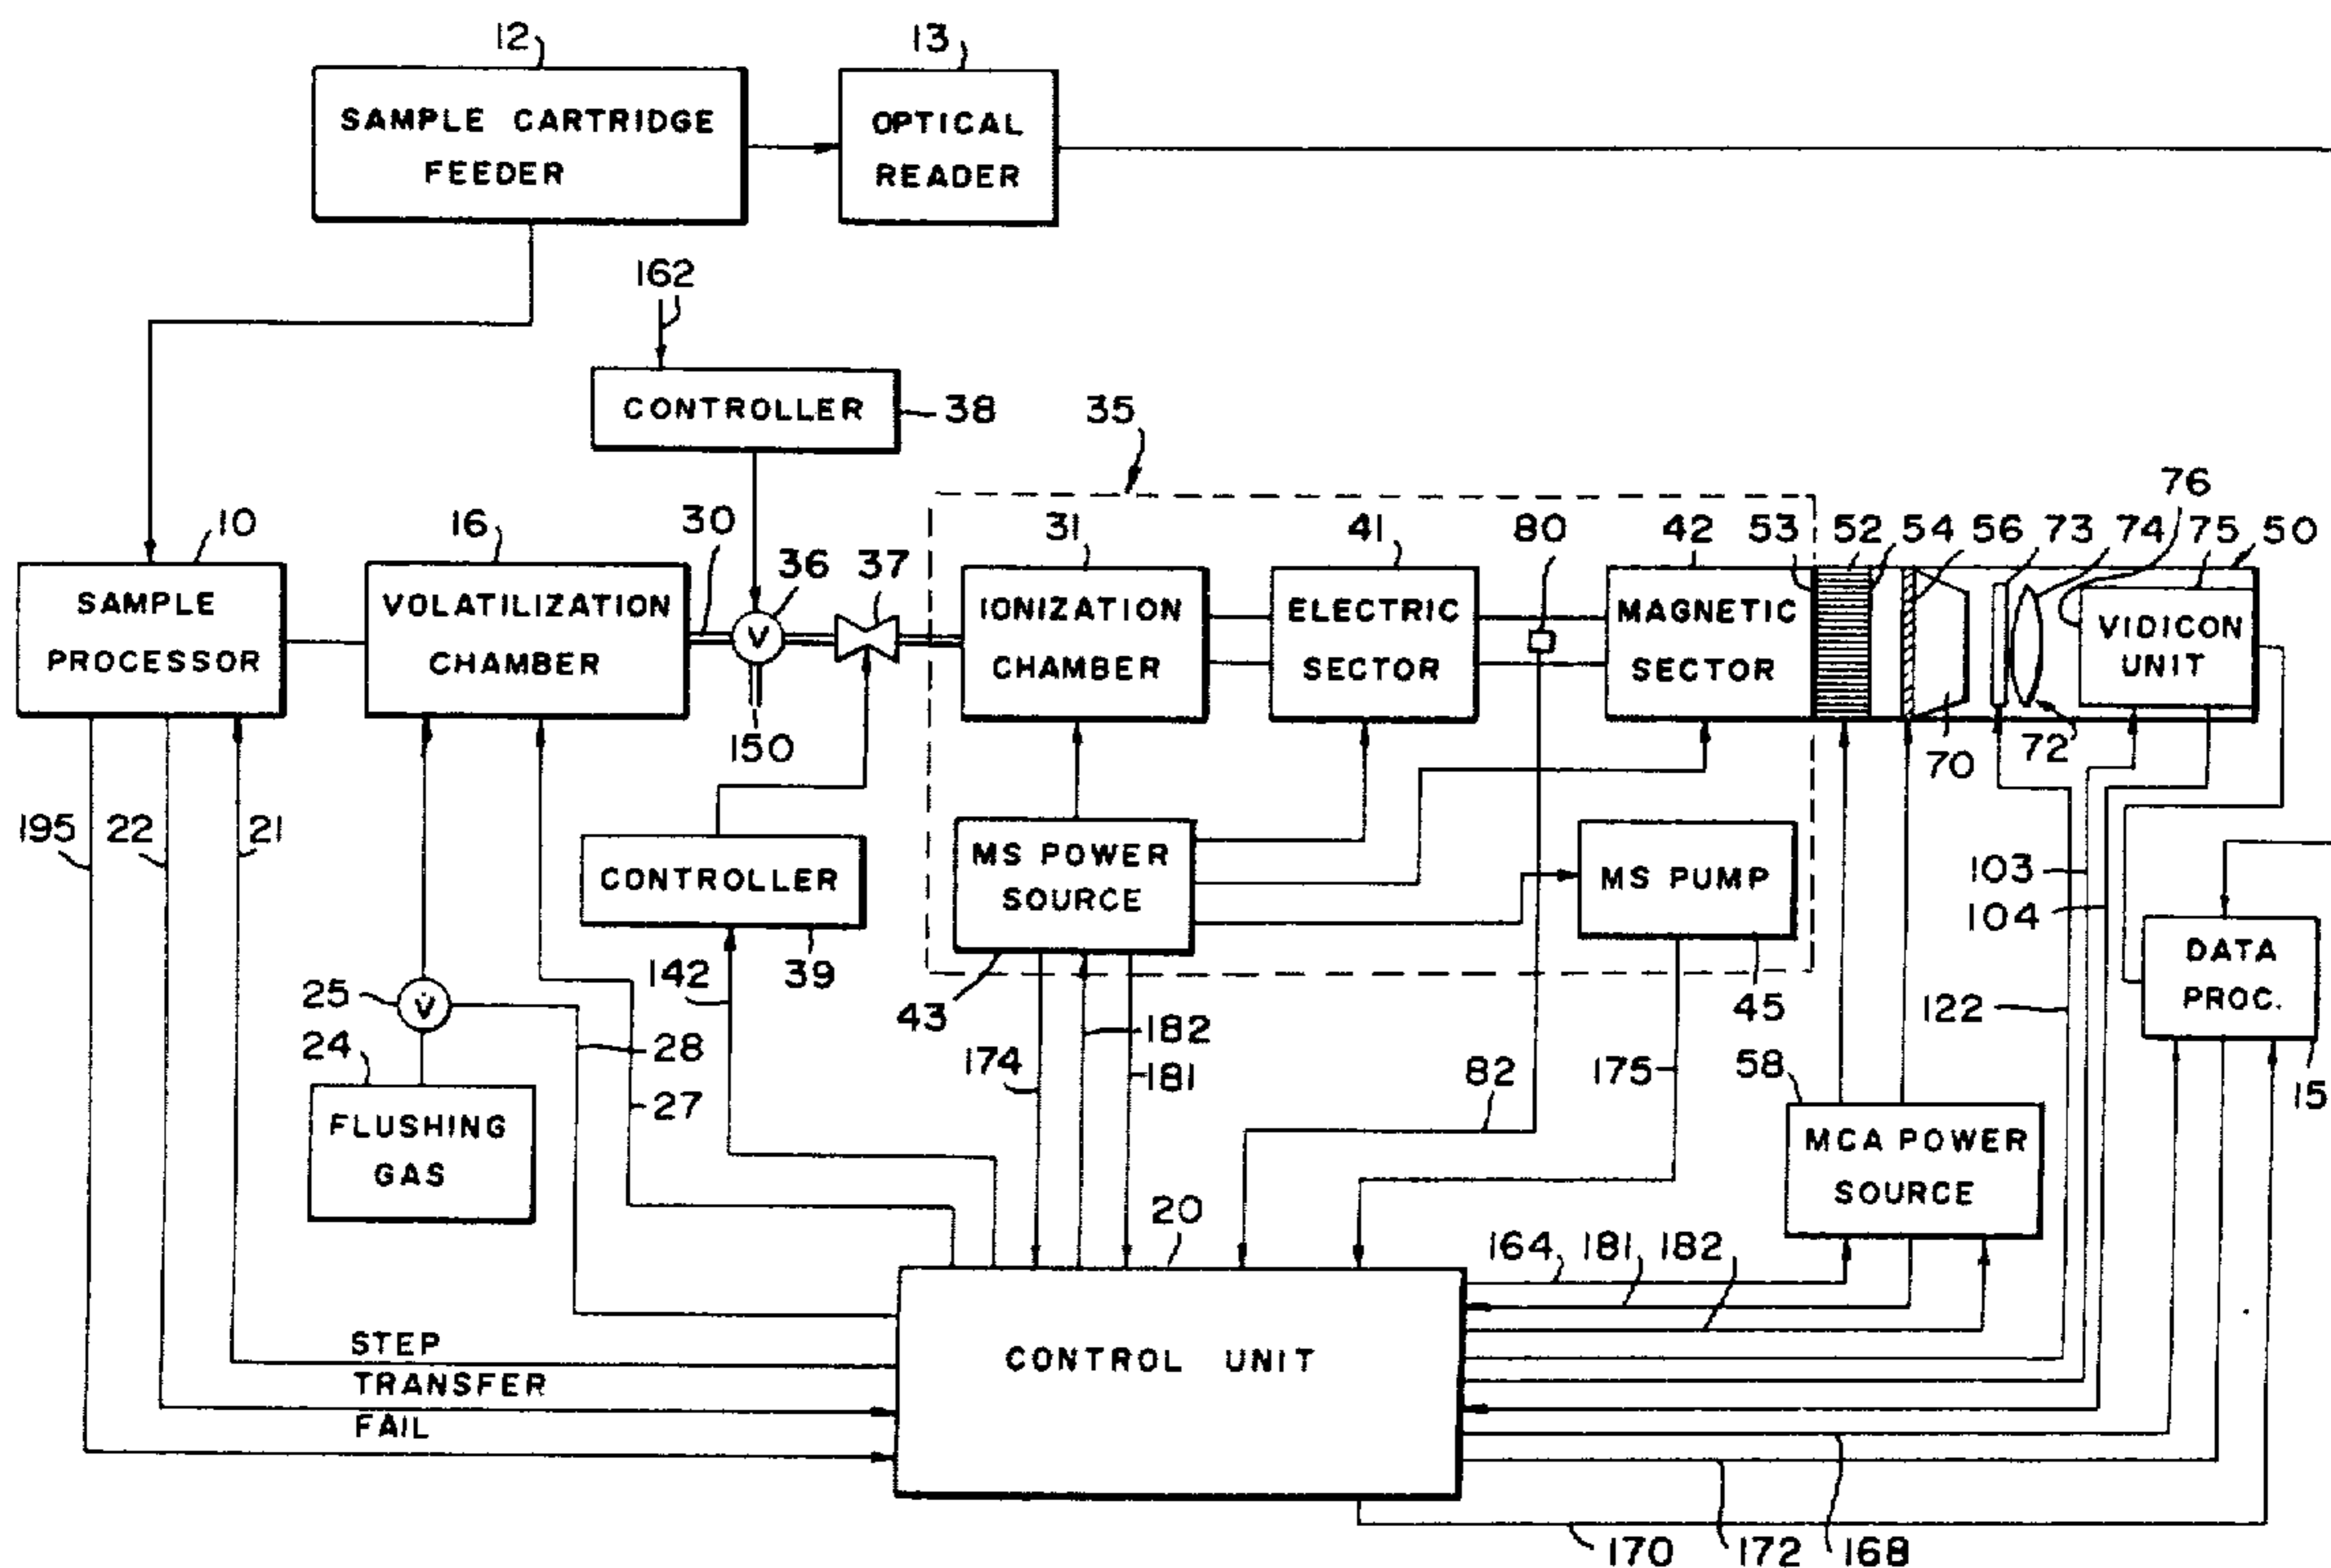 12
13
SAMPLE CARTRIDGE
FEEDER
OPTICAL
READER
162
CONTROLLER
38
35
76
10
16
30
36
37
31
41
80
42
53
52
54
56
73
74
75
50
SAMPLE
PROCESSOR
VOLATILIZATION
CHAMBER
V
IONIZATION
CHAMBER
ELECTRIC
SECTOR
MAGNETIC
SECTOR
VIDICON
UNIT
150
70
72
195
22
21
CONTROLLER
39
142
MS POWER
SOURCE
43
MS PUMP
45
103
104
DATA
PROC.
15
122
25
V
24
FLUSHING
GAS
28
27
174
182
181
82
175
58
MCA POWER
SOURCE
20
164
181
182
CONTROL UNIT
STEP
TRANSFER
FAIL
170
172
168